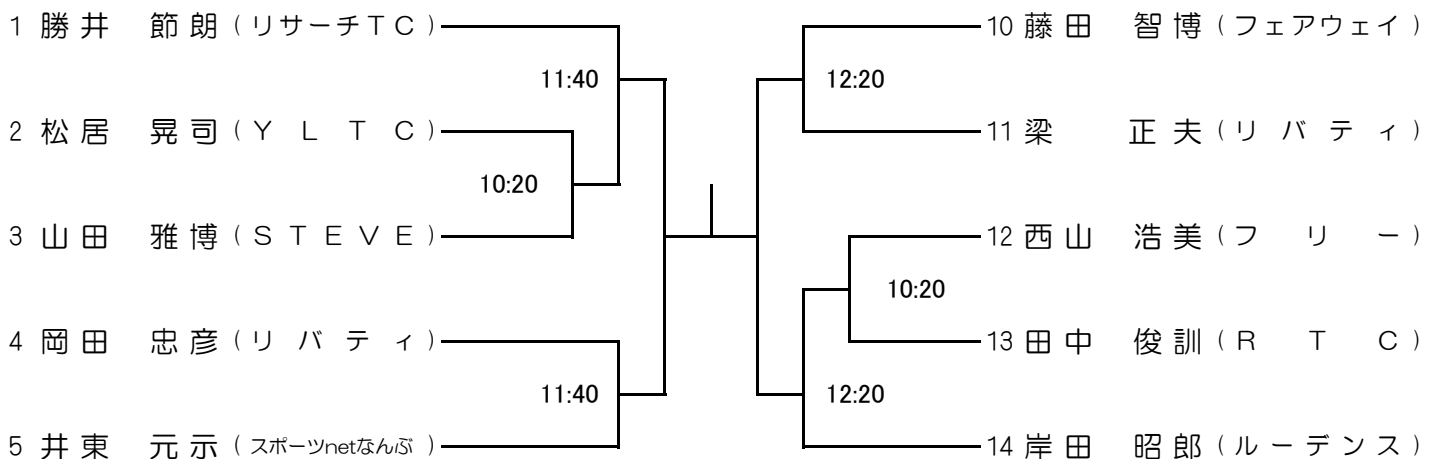 1 勝井 節朗 (リサーチTC)
11:40
2 松居 晃司 (YLTC)
10:20
3 山田 雅博 (STEVE)
4 岡田 忠彦 (リバティ)
11:40
5 井東 元示 (スポーツnetなんぶ)
10 藤田 智博 (フェアウェイ)
12:20
11 梁 正夫 (リバティ)
12 西山 浩美 (フリー)
10:20
13 田中 俊訓 (RTC)
12:20
14 岸田 昭郎 (ルーデンス)